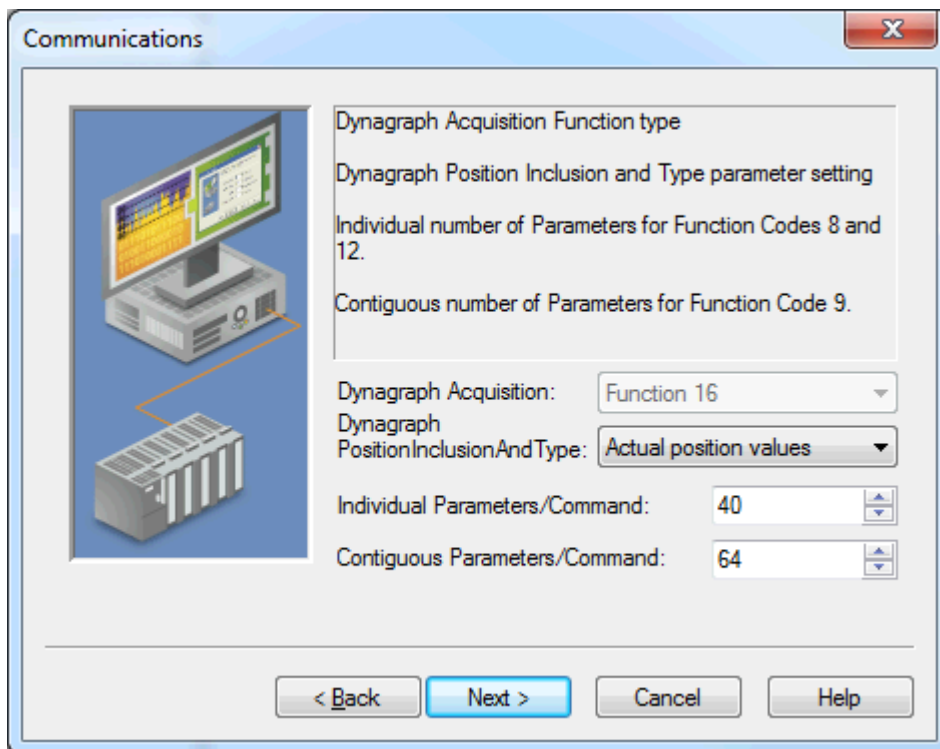 Communications
Dynagraph Acquisition Function type
Dynagraph Position Inclusion and Type parameter setting
Individual number of Parameters for Function Codes 8 and
12.
Contiguous number of Parameters for Function Code 9.
Dynagraph Acquisition: Function 16
Dynagraph
PositionInclusionAndType: Actual position values
Individual Parameters/Command: 40
Contiguous Parameters/Command: 64
< Back Next > Cancel Help